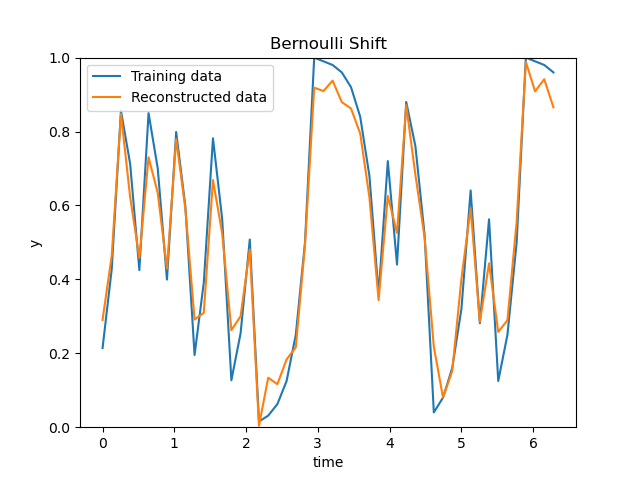 Bernoulli Shift
Training data
Reconstructed data
y
1.0
0.8
0.6
0.4
0.2
0.0
0 1 2 3 4 5 6
time